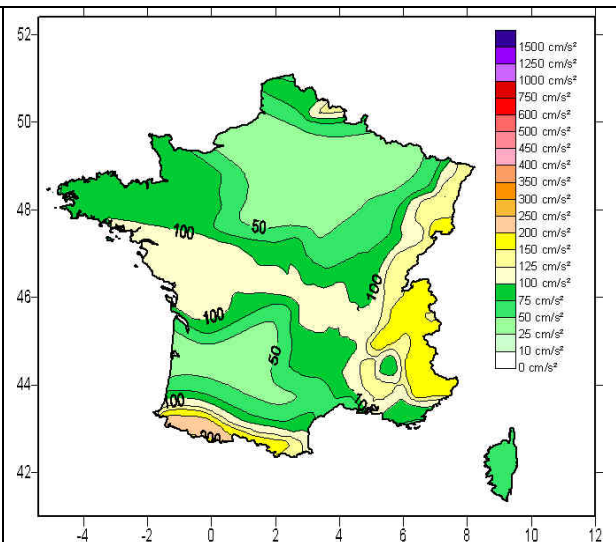 52
50
48
46
44
42
-4
-2
0
2
4
6
8
10
12
1500 cm/s²
1250 cm/s²
1000 cm/s²
750 cm/s²
600 cm/s²
500 cm/s²
450 cm/s²
400 cm/s²
350 cm/s²
300 cm/s²
250 cm/s²
200 cm/s²
150 cm/s²
125 cm/s²
100 cm/s²
75 cm/s²
50 cm/s²
25 cm/s²
10 cm/s²
0 cm/s²
50
100
100
100
50
100